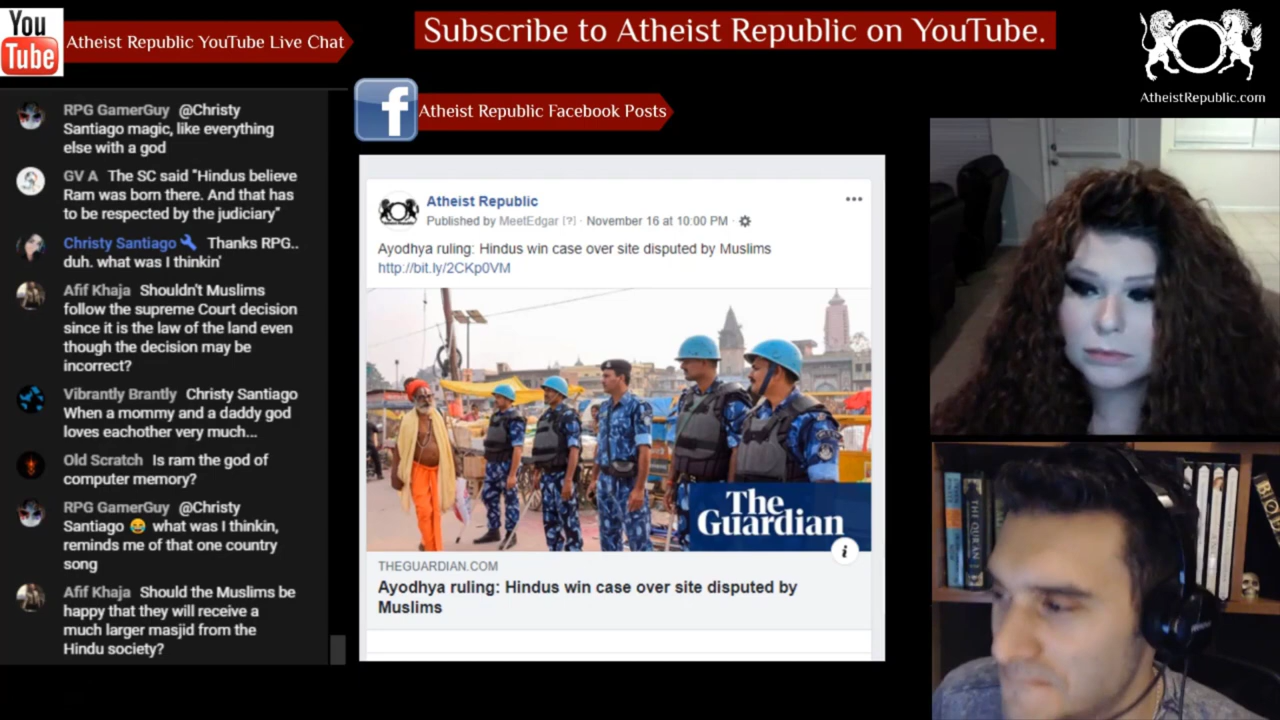 You
Tube
Atheist Republic YouTube Live Chat
Subscribe to Atheist Republic on YouTube.
AtheistRepublic.com
f
Atheist Republic Facebook Posts
RPG GamerGuy @Christy
Santiago magic, like everything
else with a god
GV A The SC said "Hindus believe
Ram was born there. And that has
to be respected by the judiciary"
Christy Santiago Thanks RPG..
duh. what was I thinkin'
Afif Khaja Shouldn't Muslims
follow the supreme Court decision
since it is the law of the land even
though the decision may be
incorrect?
Vibrantly Brantly Christy Santiago
When a mommy and a daddy god
loves eachother very much...
Old Scratch Is ram the god of
computer memory?
RPG GamerGuy @Christy
Santiago 😂 what was I thinkin,
reminds me of that one country
song
Afif Khaja Should the Muslims be
happy that they will receive a
much larger masjid from the
Hindu society?
Atheist Republic
Published by MeetEdgar [?] · November 16 at 10:00 PM ·
Ayodhya ruling: Hindus win case over site disputed by Muslims
http://bit.ly/2CKp0VM
The
Guardian
i
THEGUARDIAN.COM
Ayodhya ruling: Hindus win case over site disputed by
Muslims
THE QUR'AN